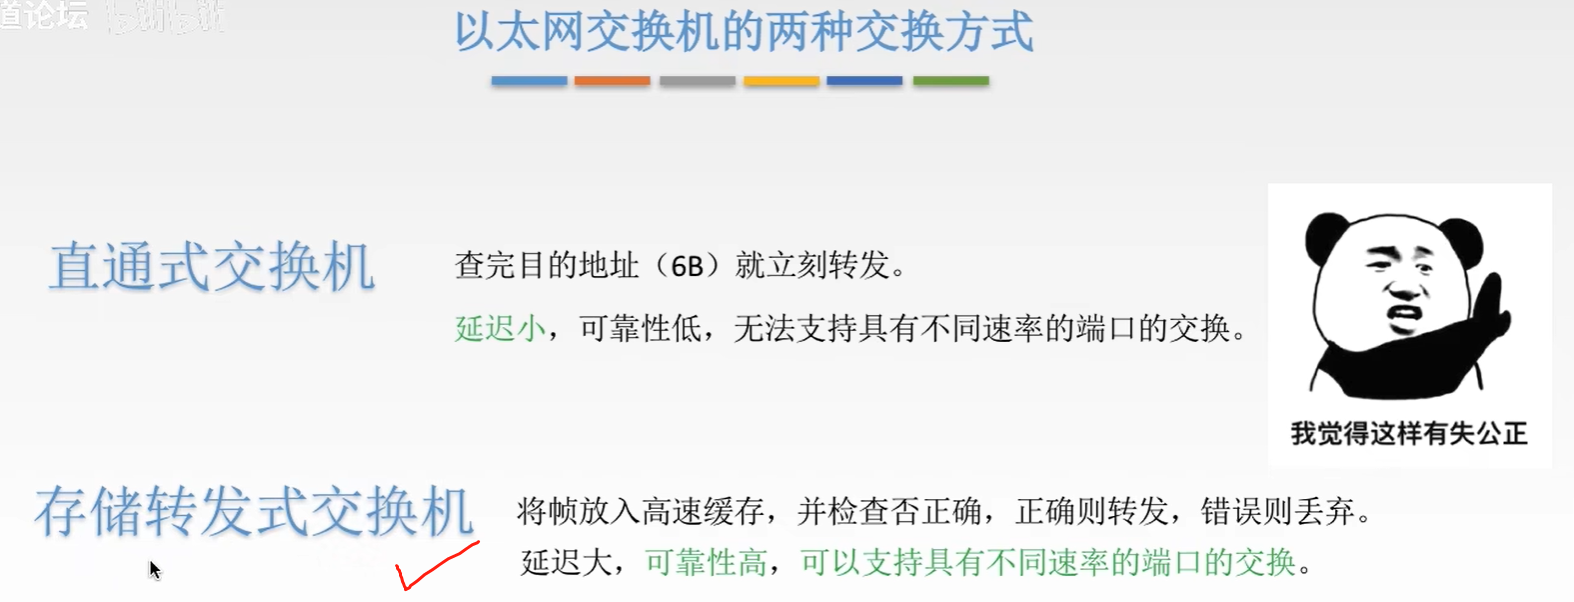 道论坛 bilibili
以太网交换机的两种交换方式
直通式交换机
查完目的地址（6B）就立刻转发。
延迟小，可靠性低，无法支持具有不同速率的端口的交换。
我觉得这样有失公正
存储转发式交换机
将帧放入高速缓存，并检查否正确，正确则转发，错误则丢弃。
延迟大，可靠性高，可以支持具有不同速率的端口的交换。